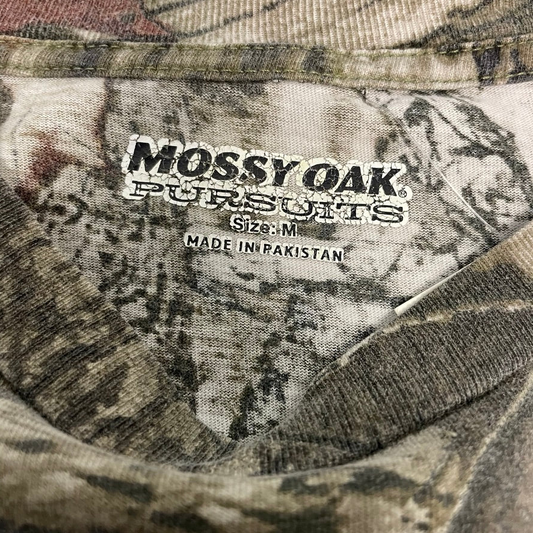 MOSSY OAK®
PURSUITS
Size: M
MADE IN PAKISTAN